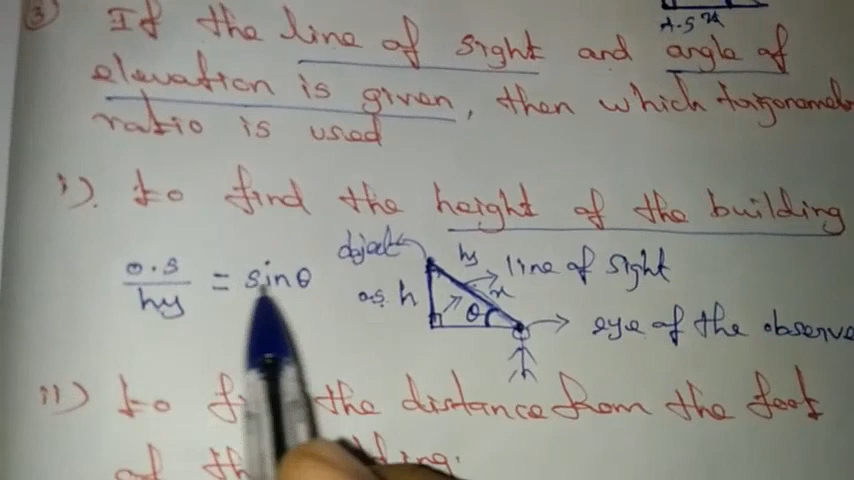 ③ If the line of sight and angle of
A.S x
elevation is given, then which
ratio is used
i). to find the height of the building
object
hy
line of sight
o.s / hy = sinθ
o.s. h
θ
x
eye of the observe
ii) to the distance from the foot
of